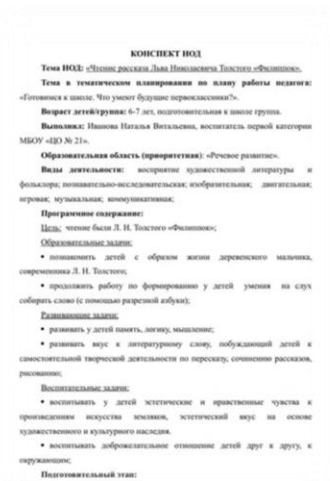 КОНСПЕКТ НОД
Тема НОД: «Чтение рассказа Льва Николаевича Толстого «Филиппок».
Тема в тематическом планировании по плану работы педагога:
«Готовимся к школе. Что умеют будущие первоклассники?».
Возраст детей/группа: 6-7 лет, подготовительная к школе группа.
Выполнил: Иванова Наталья Витальевна, воспитатель первой категории
МБОУ «ЦО № 21».
Образовательная область (приоритетная): «Речевое развитие».
Виды деятельности: восприятие художественной литературы и
фольклора; познавательно-исследовательская; изобразительная; двигательная;
игровая; музыкальная; коммуникативная;
Программное содержание:
Цель: чтение были Л. Н. Толстого «Филиппок»;
Образовательные задачи:
• познакомить детей с образом жизни деревенского мальчика,
современника Л. Н. Толстого;
• продолжить работу по формированию у детей умения на слух
собирать слово (с помощью разрезной азбуки);
Развивающие задачи:
• развивать у детей память, логику, мышление;
• развивать вкус к литературному слову, побуждающий детей к
самостоятельной творческой деятельности по пересказу, сочинению рассказов,
рисованию;
Воспитательные задачи:
• воспитывать у детей эстетические и нравственные чувства к
произведениям искусства земляков, эстетический вкус на основе
художественного и культурного наследия.
• воспитывать доброжелательное отношение детей друг к другу, к
окружающим;
Подготовительный этап: